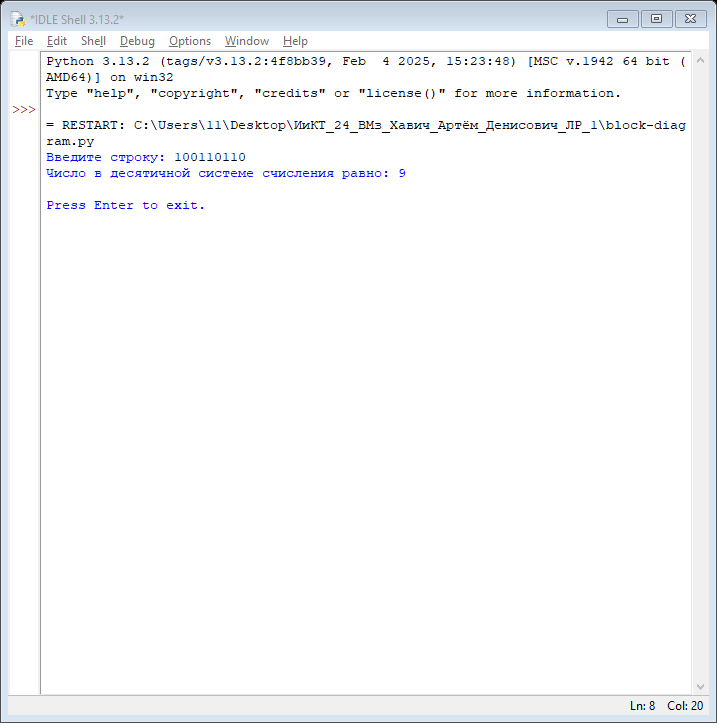 *IDLE Shell 3.13.2*
File Edit Shell Debug Options Window Help
Python 3.13.2 (tags/v3.13.2:4f8bb39, Feb  4 2025, 15:23:48) [MSC v.1942 64 bit (
AMD64)] on win32
Type "help", "copyright", "credits" or "license()" for more information.
>>>
= RESTART: C:\Users\11\Desktop\ИиКТ_24_ВМз_Хавич_Артём_Денисович_ЛР_1\block-diag
ram.py
Введите строку: 100110110
Число в десятичной системе счисления равно: 9
Press Enter to exit.
Ln: 8 Col: 20